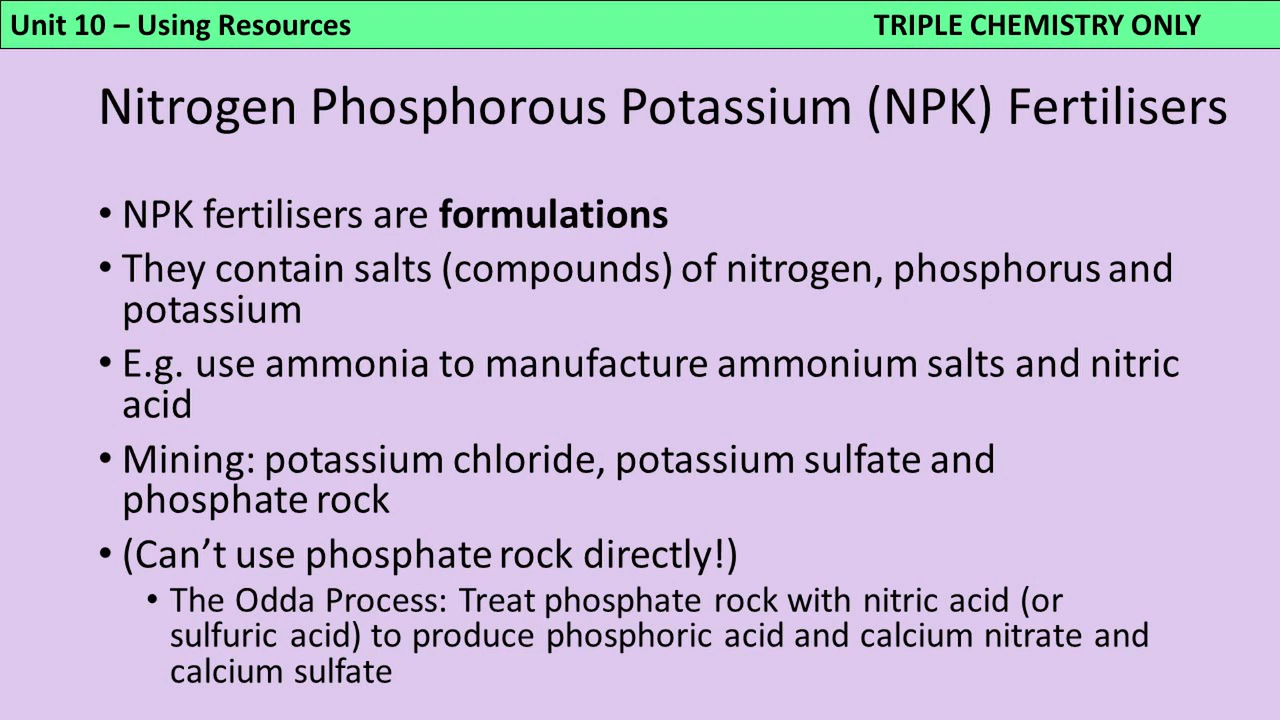 Unit 10 – Using Resources
TRIPLE CHEMISTRY ONLY
Nitrogen Phosphorous Potassium (NPK) Fertilisers
• NPK fertilisers are formulations
• They contain salts (compounds) of nitrogen, phosphorus and
potassium
• E.g. use ammonia to manufacture ammonium salts and nitric
acid
• Mining: potassium chloride, potassium sulfate and
phosphate rock
• (Can’t use phosphate rock directly!)
• The Odda Process: Treat phosphate rock with nitric acid (or
sulfuric acid) to produce phosphoric acid and calcium nitrate and
calcium sulfate